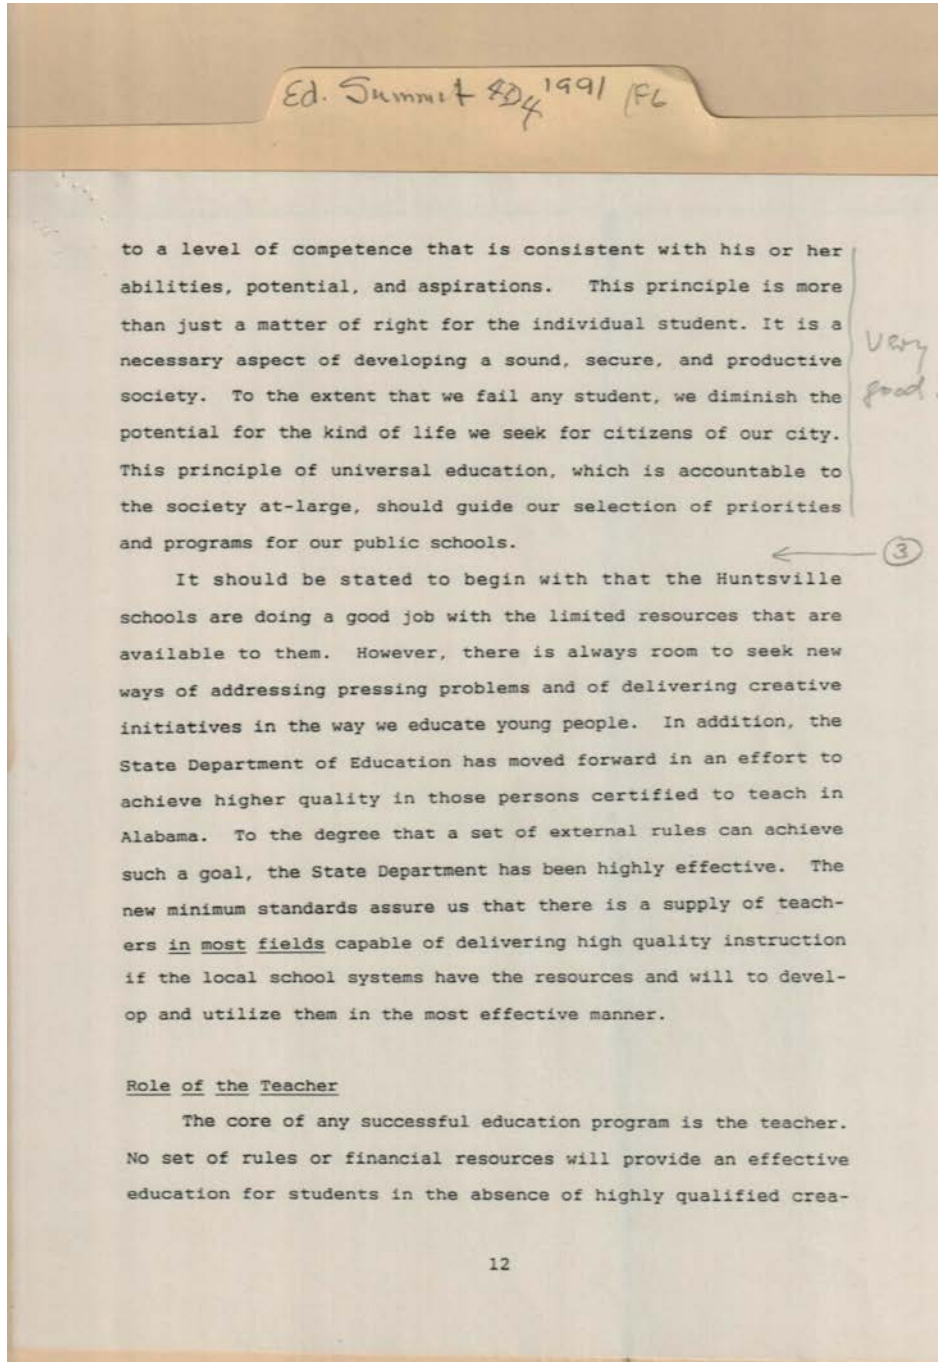 Ed. Summit 1991
to a level of competence that is consistent with his or her
abilities, potential, and aspirations. This principle is more
than just a matter of right for the individual student. It is a
necessary aspect of developing a sound, secure, and productive
society. To the extent that we fail any student, we diminish the
potential for the kind of life we seek for citizens of our city.
This principle of universal education, which is accountable to
the society at-large, should guide our selection of priorities
and programs for our public schools.
very
good.
3
It should be stated to begin with that the Huntsville
schools are doing a good job with the limited resources that are
available to them. However, there is always room to seek new
ways of addressing pressing problems and of delivering creative
initiatives in the way we educate young people. In addition, the
State Department of Education has moved forward in an effort to
achieve higher quality in those persons certified to teach in
Alabama. To the degree that a set of external rules can achieve
such a goal, the State Department has been highly effective. The
new minimum standards assure us that there is a supply of teach-
ers in most fields capable of delivering high quality instruction
if the local school systems have the resources and will to devel-
op and utilize them in the most effective manner.
Role of the Teacher
The core of any successful education program is the teacher.
No set of rules or financial resources will provide an effective
education for students in the absence of highly qualified crea-
12